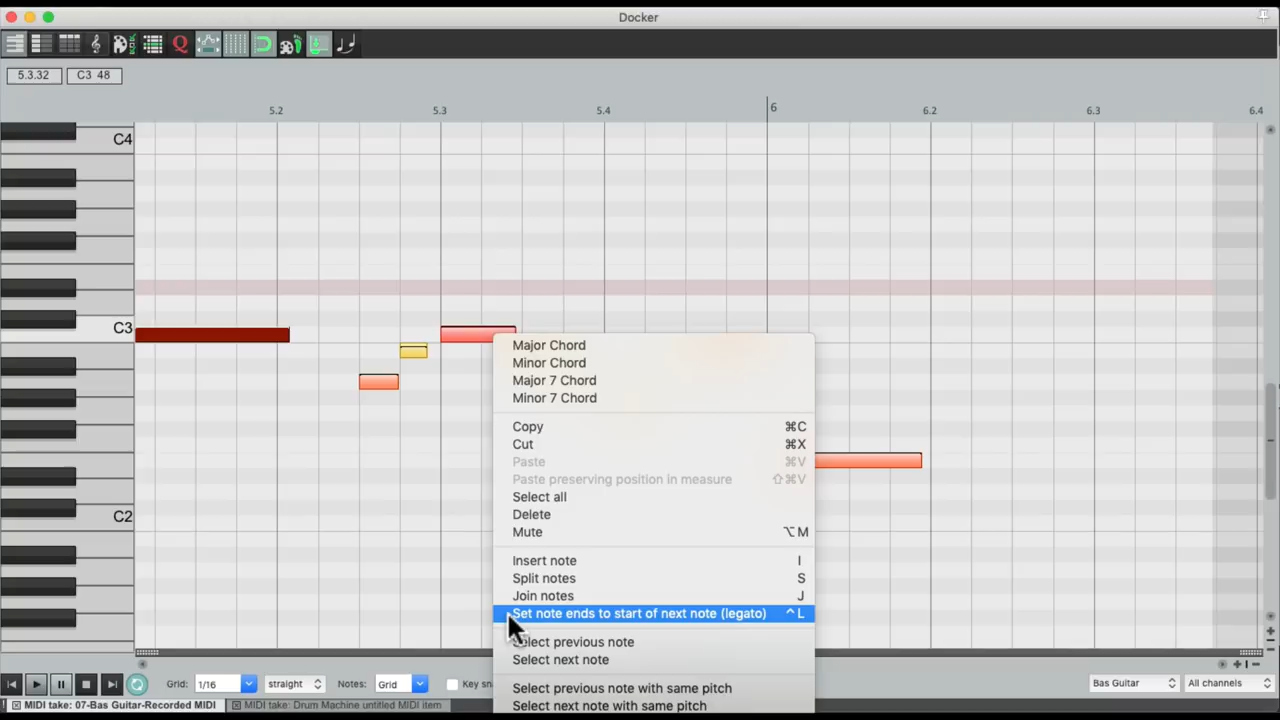 Docker
Q
5.3.32
C3 48
5.2
5.3
5.4
6
6.2
6.3
6.4
C4
C3
C2
Major Chord
Minor Chord
Major 7 Chord
Minor 7 Chord
Copy ⌘C
Cut ⌘X
Paste ⌘V
Paste preserving position in measure ⇧⌘V
Select all
Delete
Mute ⌥M
Insert note I
Split notes S
Join notes J
Set note ends to start of next note (legato) ^L
Select previous note
Select next note
Select previous note with same pitch
Select next note with same pitch
Grid: 1/16 straight Notes: Grid Key
Bas Guitar All channels
MIDI take: 07-Bas Guitar-Recorded MIDI
MIDI take: Drum Machine untitled MIDI item